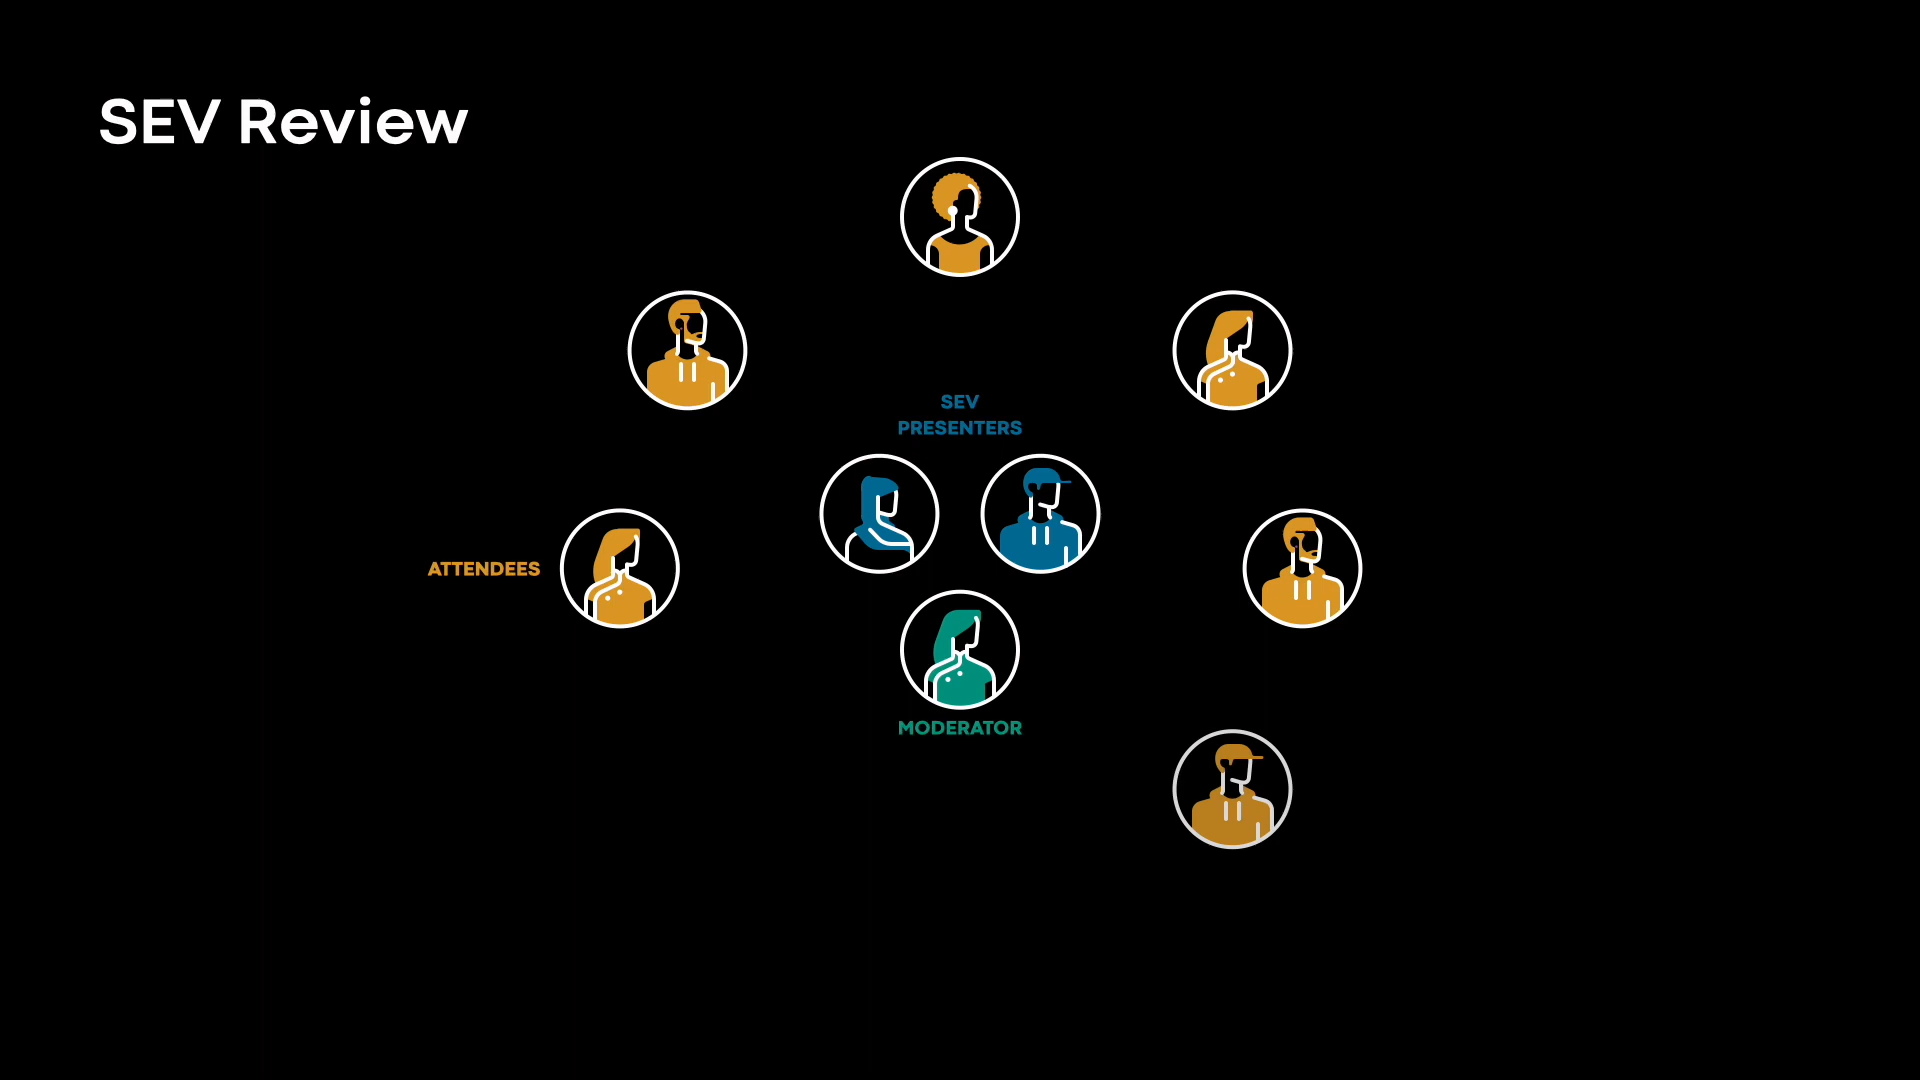 SEV Review
SEV
PRESENTERS
ATTENDEES
MODERATOR